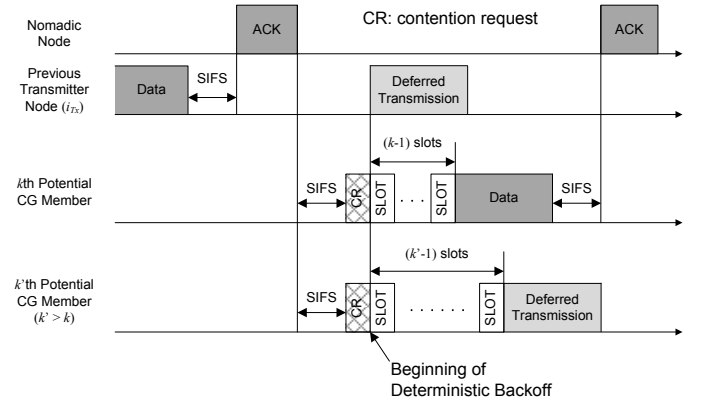 CR: contention request
Nomadic
Node
ACK
ACK
Previous
Transmitter
Node (iTx)
Data
SIFS
Deferred
Transmission
(k-1) slots
kth Potential
CG Member
SIFS
CR
SLOT
. . .
SLOT
Data
SIFS
(k'-1) slots
k'th Potential
CG Member
(k' > k)
SIFS
CR
SLOT
. . . . . .
SLOT
Deferred
Transmission
Beginning of
Deterministic Backoff